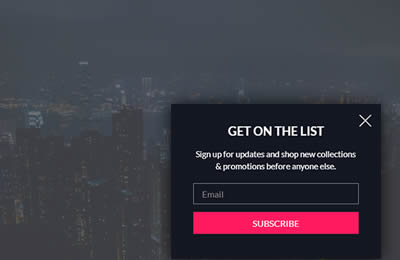 GET ON THE LIST
Sign up for updates and shop new collections
& promotions before anyone else.
Email
SUBSCRIBE